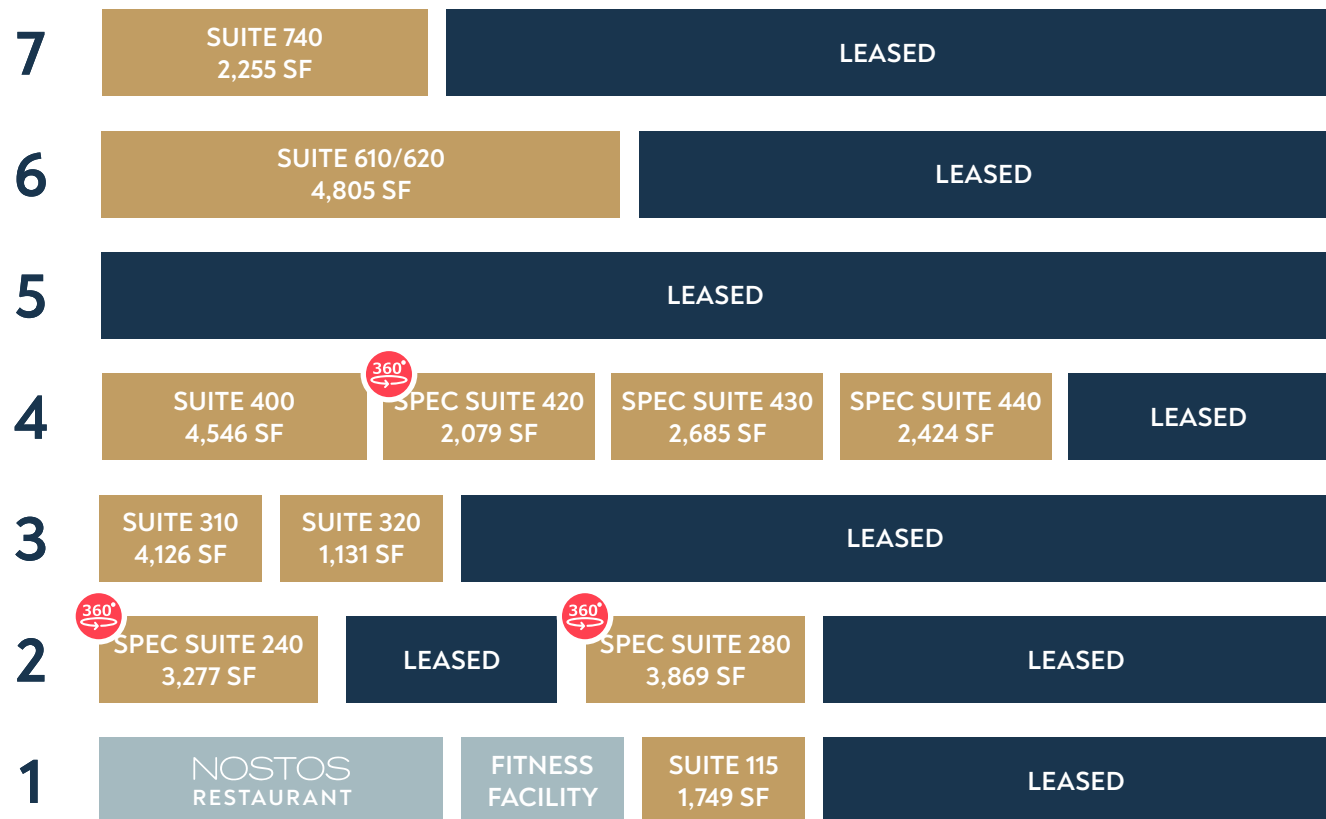 7
SUITE 740
2,255 SF
LEASED
6
SUITE 610/620
4,805 SF
LEASED
5
LEASED
4
SUITE 400
4,546 SF
360°
SPEC SUITE 420
2,079 SF
SPEC SUITE 430
2,685 SF
SPEC SUITE 440
2,424 SF
LEASED
3
SUITE 310
4,126 SF
SUITE 320
1,131 SF
LEASED
2
360°
SPEC SUITE 240
3,277 SF
LEASED
360°
SPEC SUITE 280
3,869 SF
LEASED
1
NOSTOS
RESTAURANT
FITNESS
FACILITY
SUITE 115
1,749 SF
LEASED